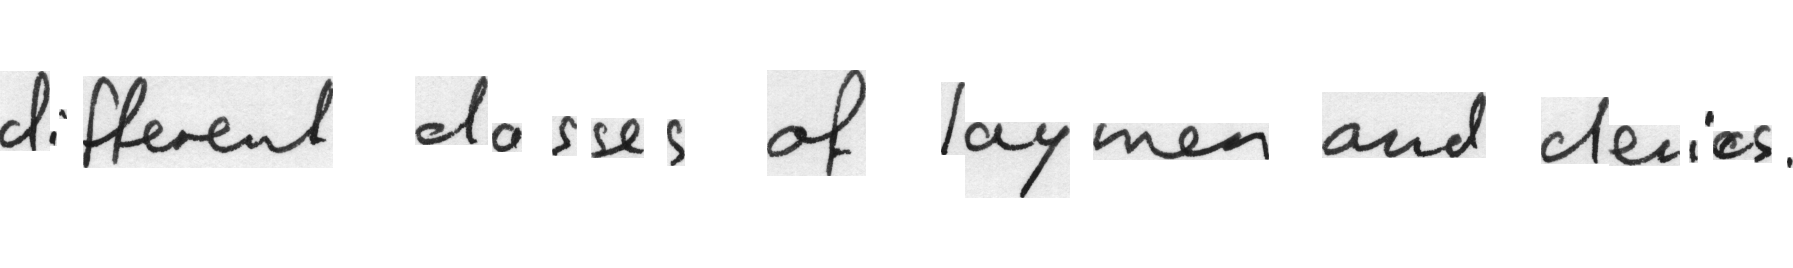 different classes of laymen and clerics.